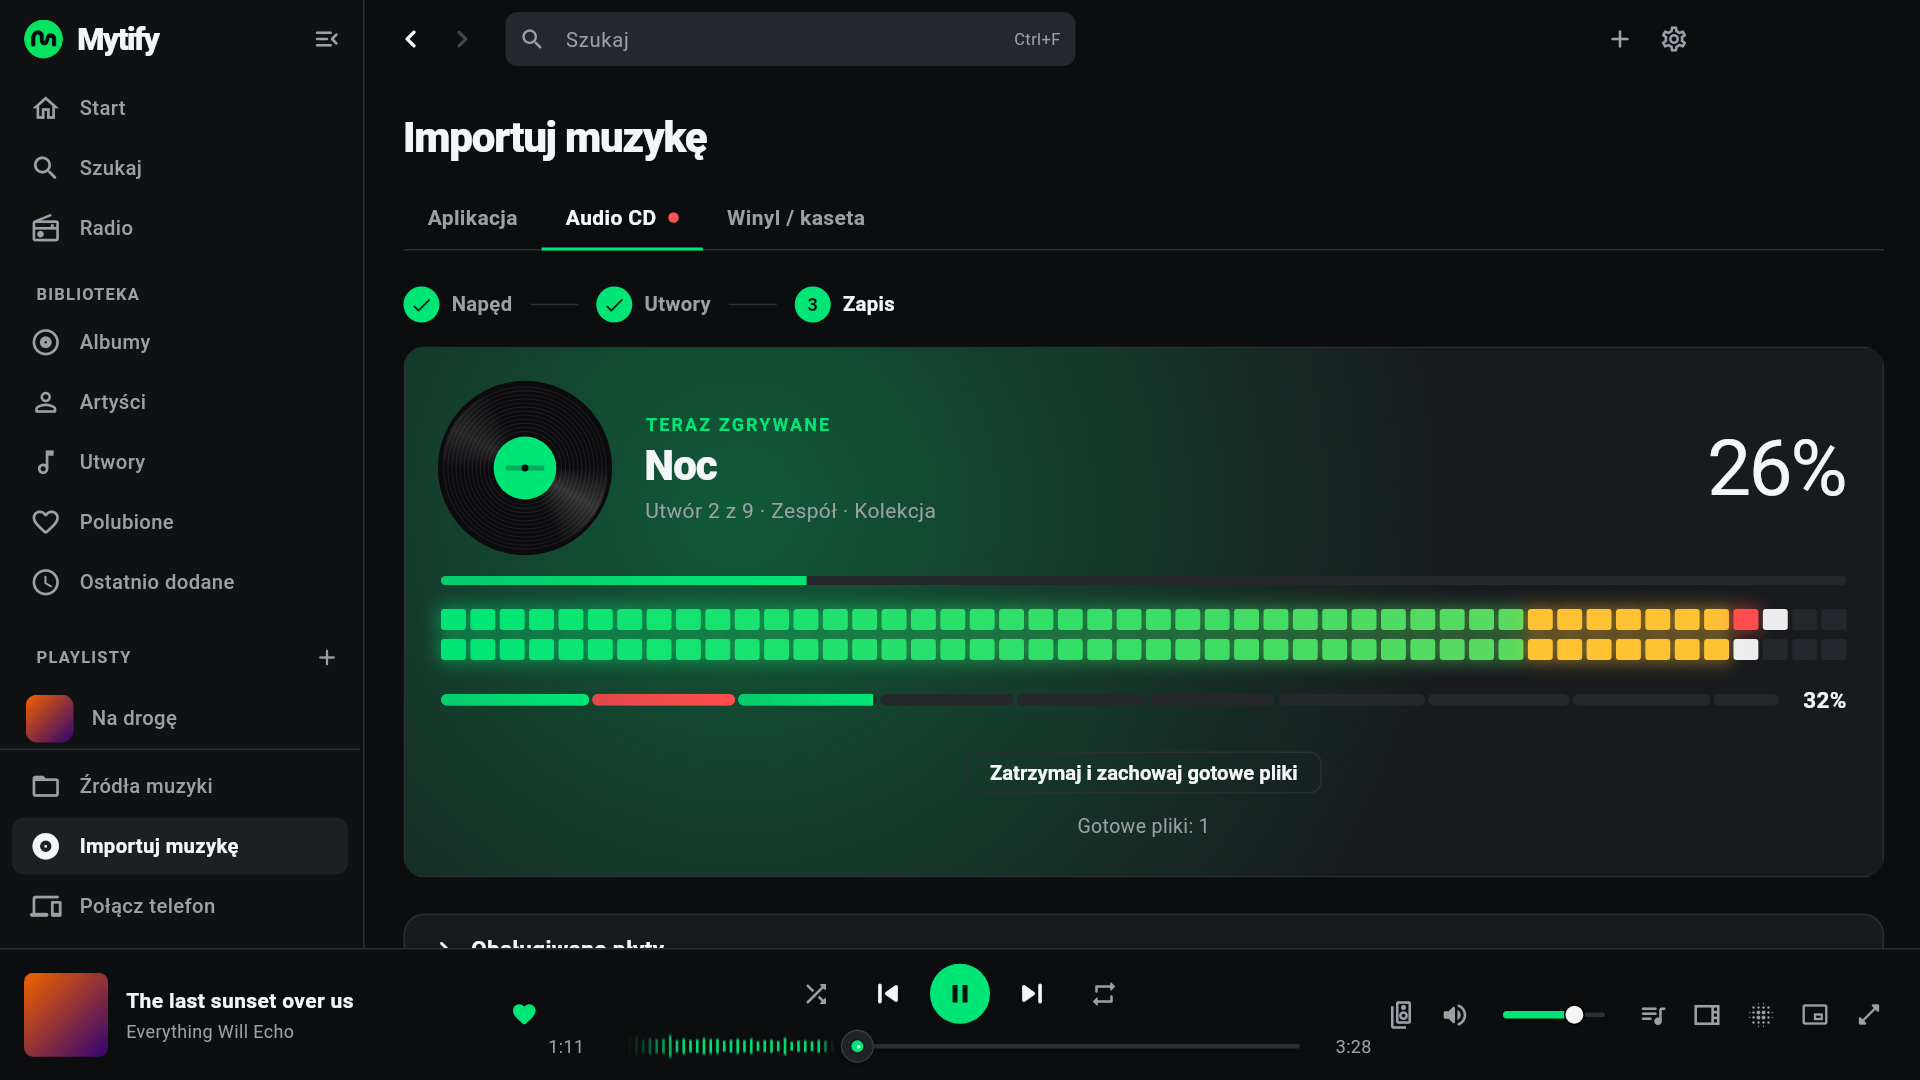 Mytify
Szukaj
Ctrl+F
Start
Szukaj
Radio
BIBLIOTEKA
Albumy
Artyści
Utwory
Polubione
Ostatnio dodane
PLAYLISTY
Na drogę
Źródła muzyki
Importuj muzykę
Połącz telefon
Importuj muzykę
Aplikacja
Audio CD
Winyl / kaseta
Napęd
Utwory
3 Zapis
TERAZ ZGRYWANE
Noc
Utwór 2 z 9 · Zespół · Kolekcja
26%
32%
Zatrzymaj i zachowaj gotowe pliki
Gotowe pliki: 1
Obsługiwane płyty
The last sunset over us
Everything Will Echo
1:11
3:28